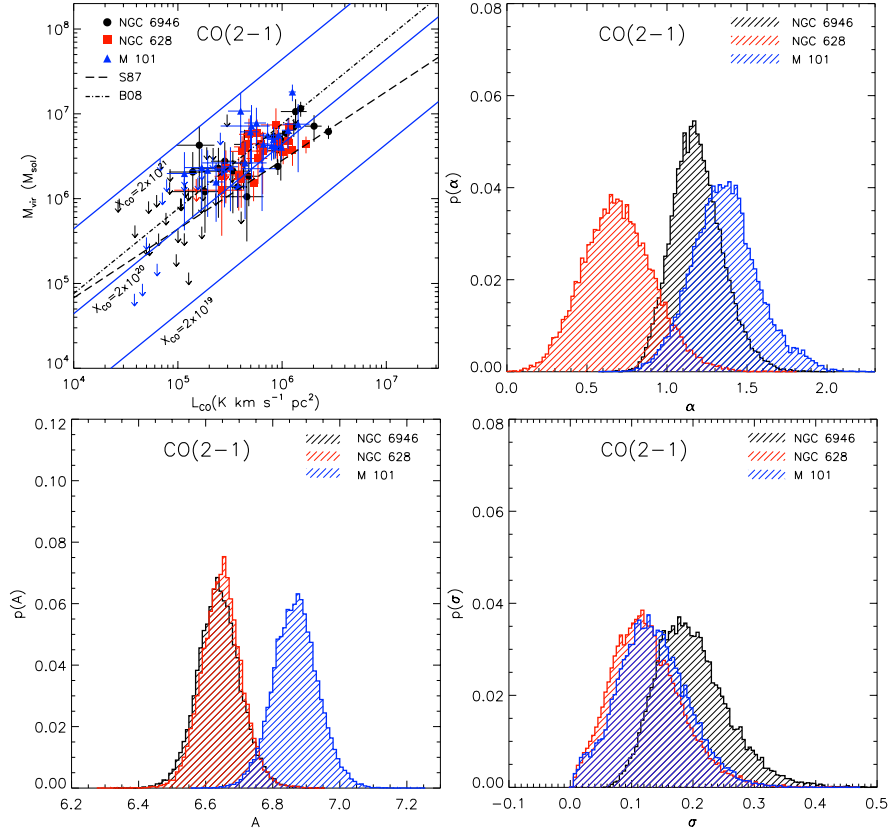 CO(2-1)
NGC 6946
NGC 628
M 101
S87
B08
X_CO=2x10^21
X_CO=2x10^20
X_CO=2x10^19
M_vir (M_sol)
10^8
10^7
10^6
10^5
10^4
10^4 10^5 10^6 10^7
L_CO(K km s^-1 pc^2)
CO(2-1)
NGC 6946
NGC 628
M 101
p(α)
0.08
0.06
0.04
0.02
0.00
0.0 0.5 1.0 1.5 2.0
α
CO(2-1)
NGC 6946
NGC 628
M 101
p(A)
0.12
0.10
0.08
0.06
0.04
0.02
0.00
6.2 6.4 6.6 6.8 7.0 7.2
A
CO(2-1)
NGC 6946
NGC 628
M 101
p(σ)
0.08
0.06
0.04
0.02
0.00
-0.1 0.0 0.1 0.2 0.3 0.4 0.5
σ